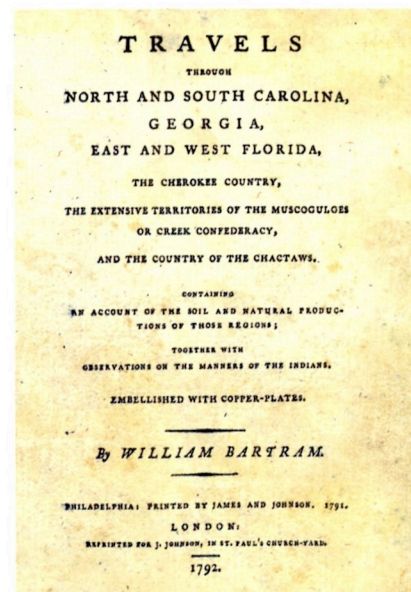 TRAVELS
THROUGH
NORTH AND SOUTH CAROLINA,
GEORGIA,
EAST AND WEST FLORIDA,
THE CHEROKEE COUNTRY,
THE EXTENSIVE TERRITORIES OF THE MUSCOGULGES
OR CREEK CONFEDERACY,
AND THE COUNTRY OF THE CHACTAWS.
CONTAINING
AN ACCOUNT OF THE SOIL AND NATURAL PRODUC-
TIONS OF THOSE REGIONS;
TOGETHER WITH
OBSERVATIONS ON THE MANNERS OF THE INDIANS.
EMBELLISHED WITH COPPER-PLATES.
By WILLIAM BARTRAM.
PHILADELPHIA: PRINTED BY JAMES AND JOHNSON. 1791.
LONDON:
REPRINTED FOR J. JOHNSON, IN ST. PAUL'S CHURCH-YARD.
1792.